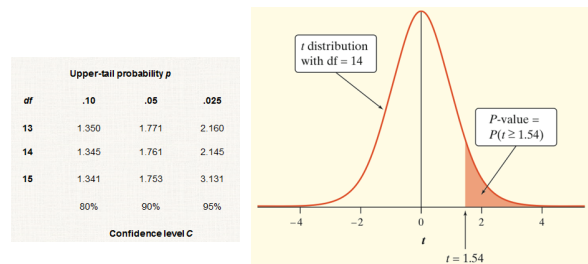 Upper-tail probability p
df .10 .05 .025
13 1.350 1.771 2.160
14 1.345 1.761 2.145
15 1.341 1.753 3.131
80% 90% 95%
Confidence level C
t distribution
with df = 14
P-value =
P(t ≥ 1.54)
−4 −2 0 2 4
t
t = 1.54